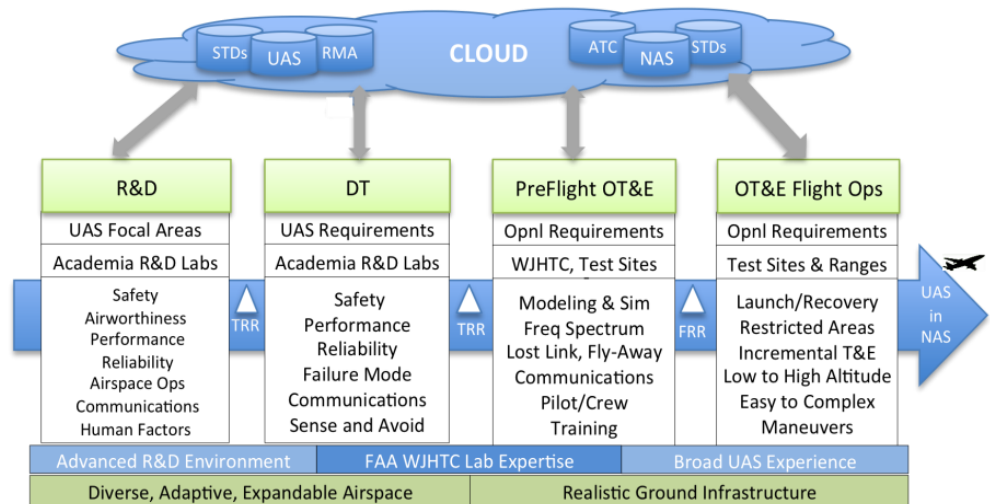 STDs
UAS
RMA
CLOUD
ATC
NAS
STDs
R&D
UAS Focal Areas
Academia R&D Labs
Safety
Airworthiness
Performance
Reliability
Airspace Ops
Communications
Human Factors
TRR
DT
UAS Requirements
Academia R&D Labs
Safety
Performance
Reliability
Failure Mode
Communications
Sense and Avoid
TRR
PreFlight OT&E
Opnl Requirements
WJHTC, Test Sites
Modeling & Sim
Freq Spectrum
Lost Link, Fly-Away
Communications
Pilot/Crew
Training
FRR
OT&E Flight Ops
Opnl Requirements
Test Sites & Ranges
Launch/Recovery
Restricted Areas
Incremental T&E
Low to High Altitude
Easy to Complex
Maneuvers
UAS
in
NAS
Advanced R&D Environment
FAA WJHTC Lab Expertise
Broad UAS Experience
Diverse, Adaptive, Expandable Airspace
Realistic Ground Infrastructure